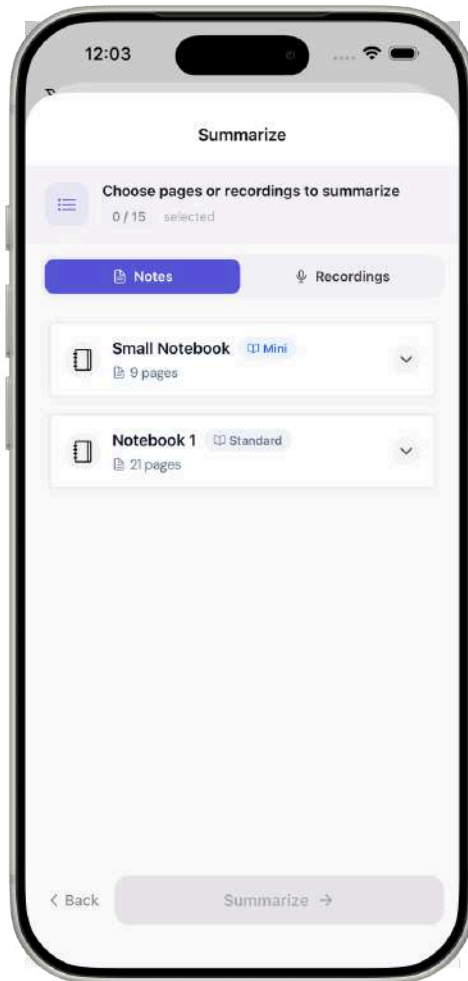 12:03
Summarize
Choose pages or recordings to summarize
0 / 15 selected
Notes
Recordings
Small Notebook Mini
9 pages
Notebook 1 Standard
21 pages
Back
Summarize